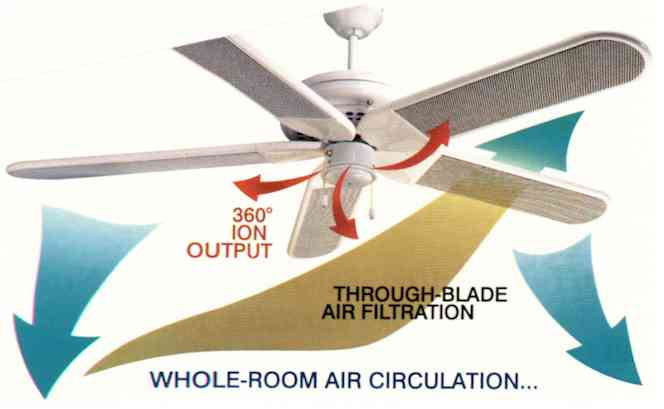 360°
ION
OUTPUT
THROUGH-BLADE
AIR FILTRATION
WHOLE-ROOM AIR CIRCULATION...